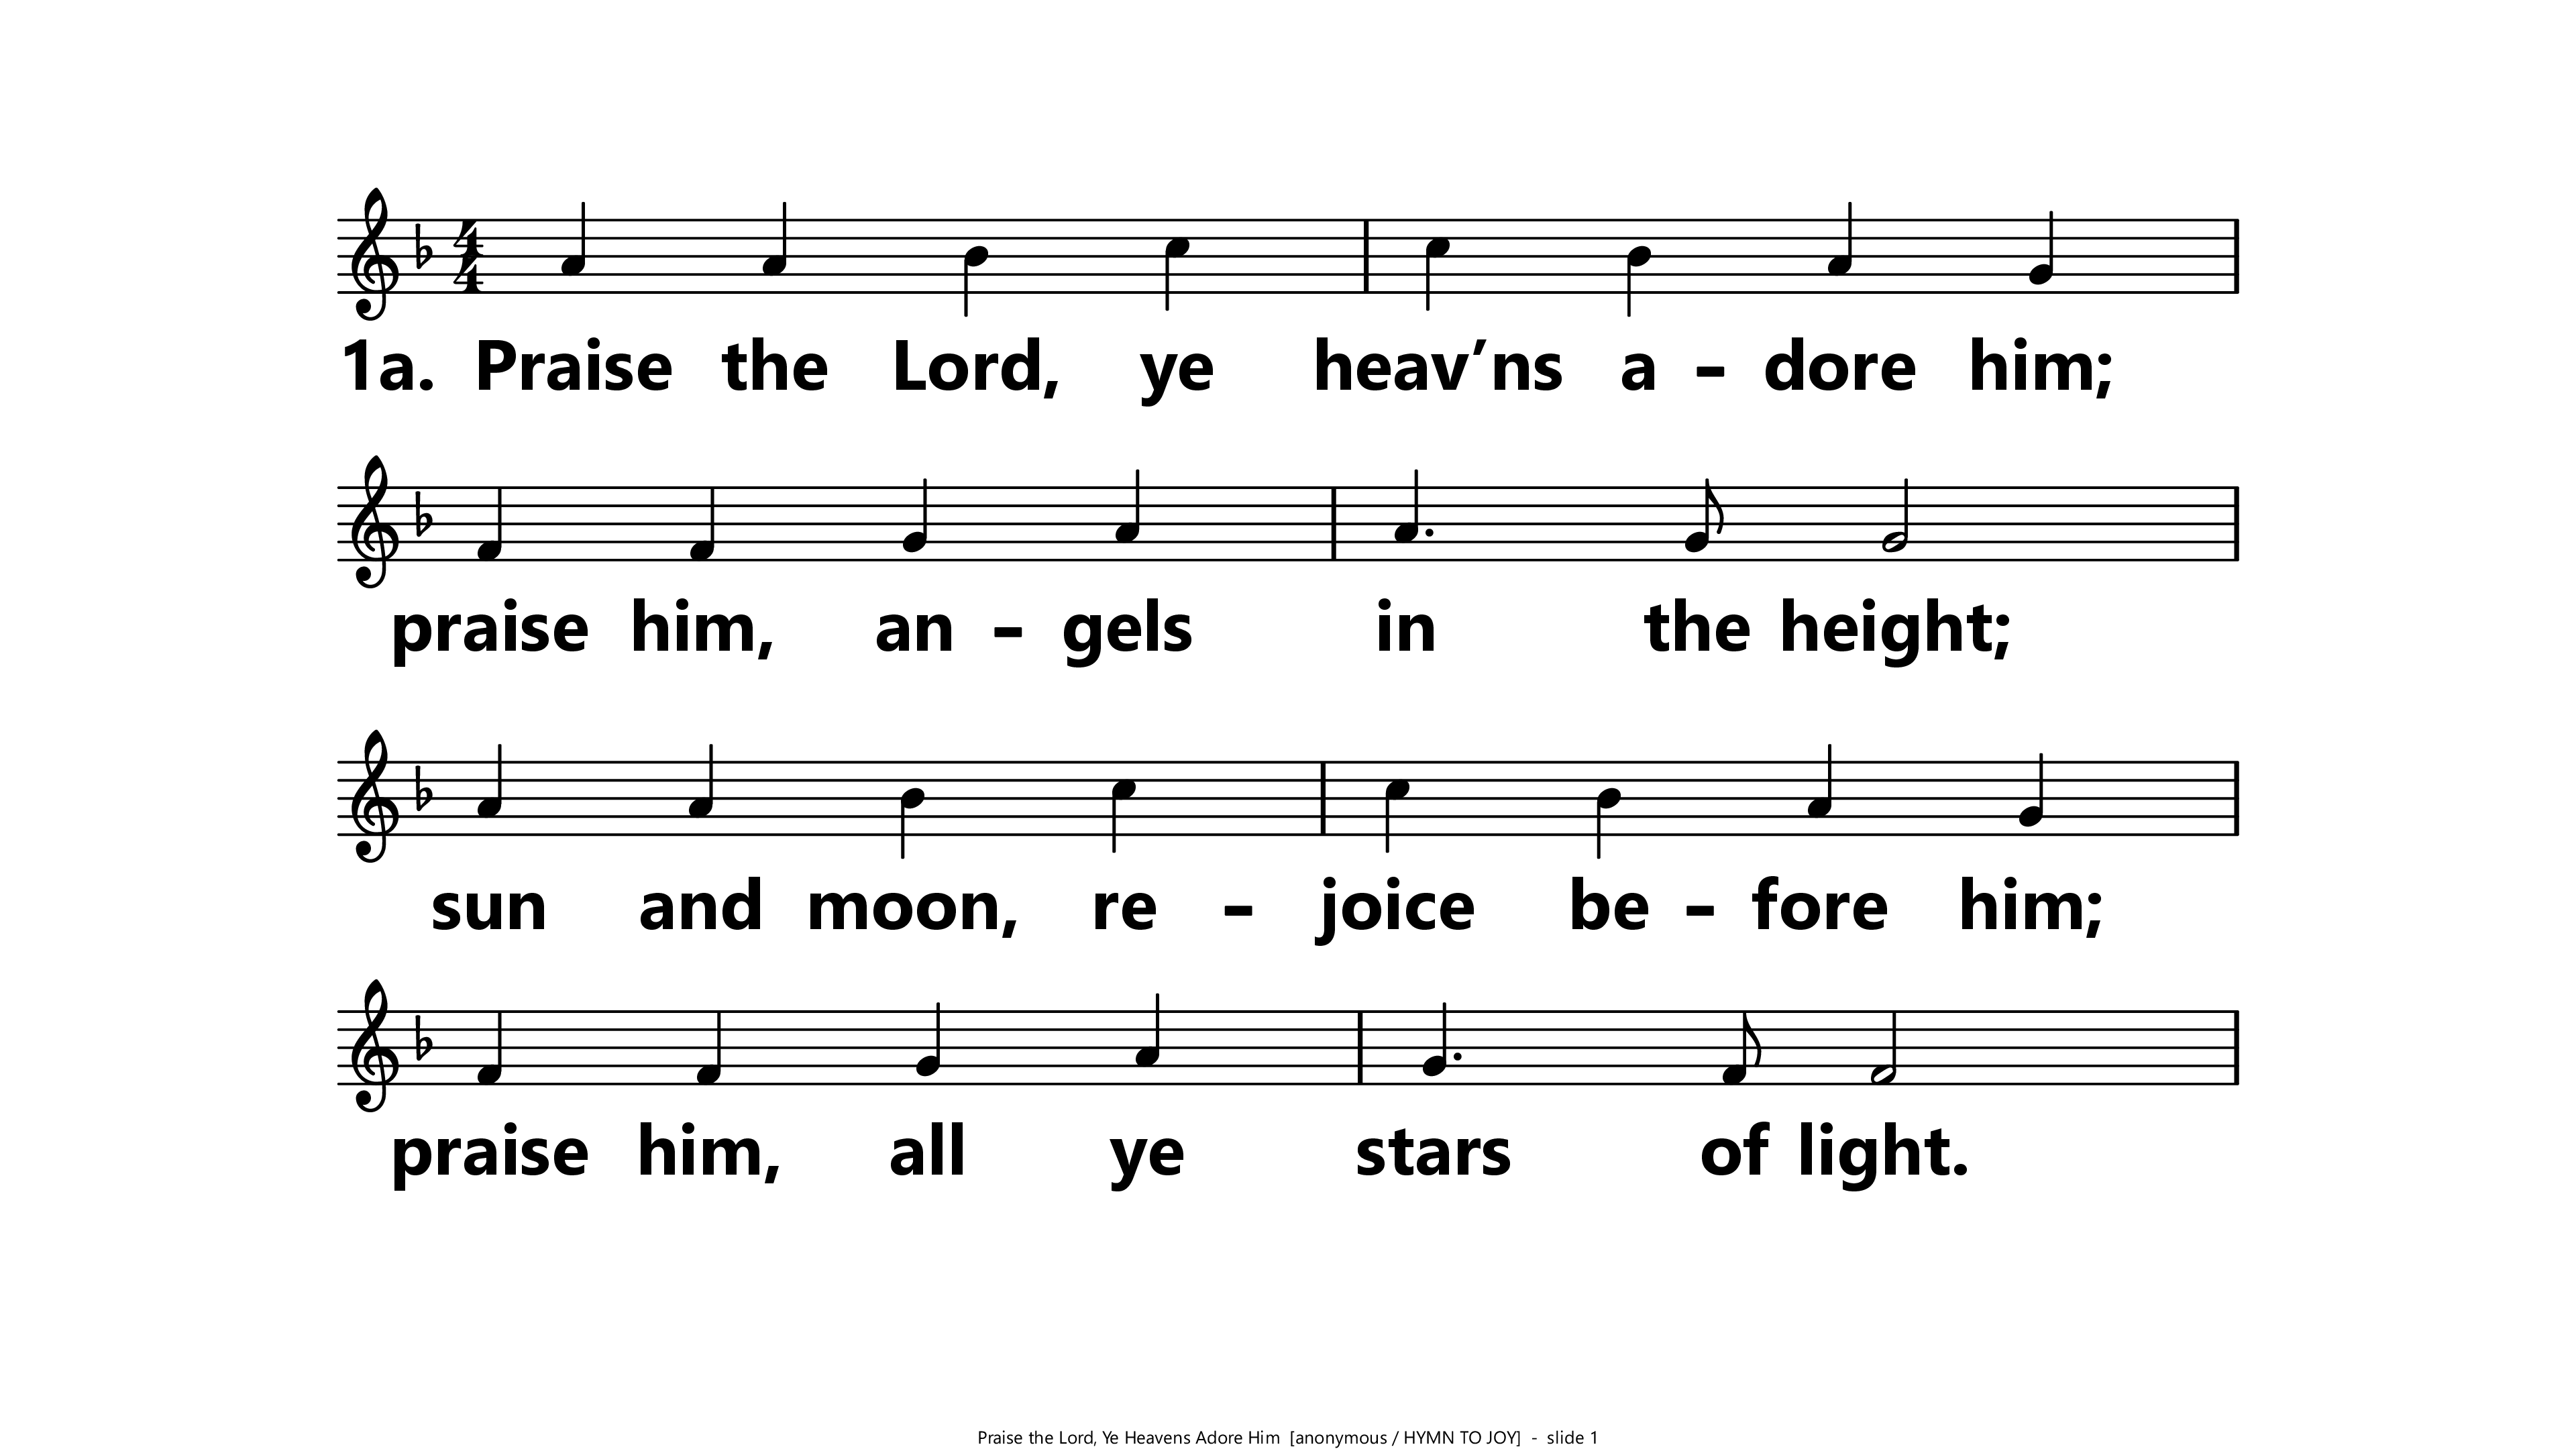 1a. Praise the Lord, ye heav’ns a - dore him;
praise him, an - gels in the height;
sun and moon, re - joice be - fore him;
praise him, all ye stars of light.
Praise the Lord, Ye Heavens Adore Him [anonymous / HYMN TO JOY] - slide 1